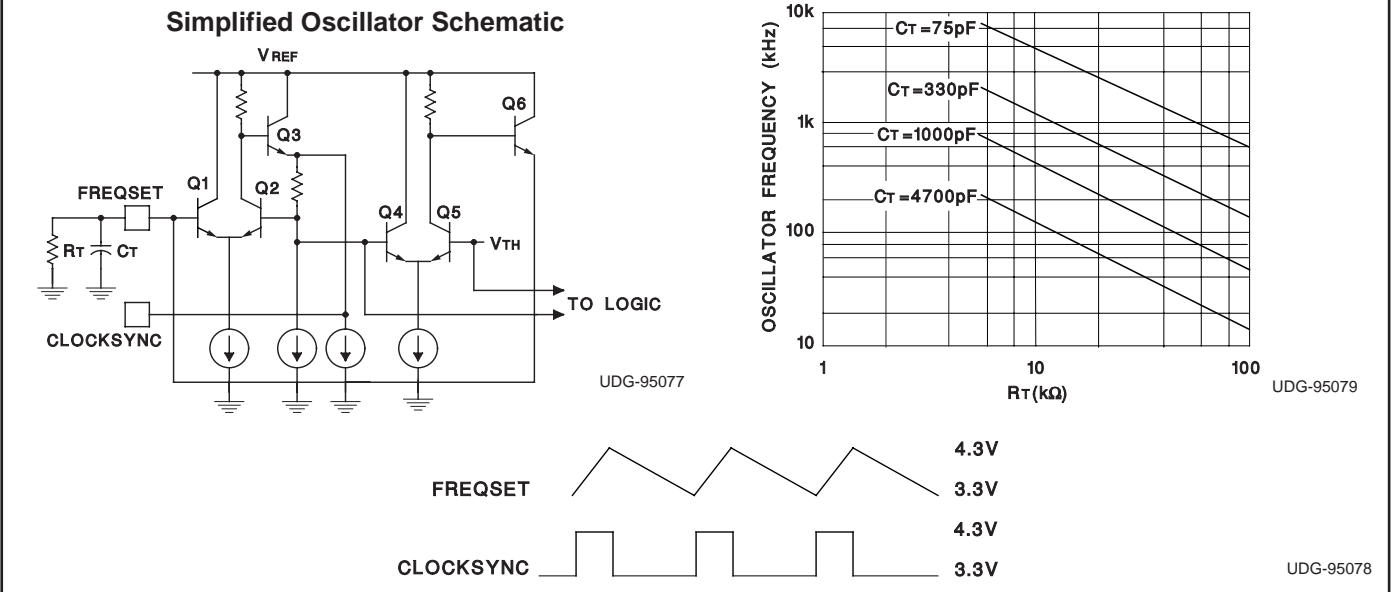 Simplified Oscillator Schematic
VREF
Q6
Q3
Q1
Q2
FREQSET
Q4
Q5
RT
CT
VTH
TO LOGIC
CLOCKSYNC
UDG-95077
OSCILLATOR FREQUENCY (kHz)
10k
1k
100
10
CT=75pF
CT=330pF
CT=1000pF
CT=4700pF
1
10
100
RT(kΩ)
UDG-95079
FREQSET
4.3V
3.3V
CLOCKSYNC
4.3V
3.3V
UDG-95078